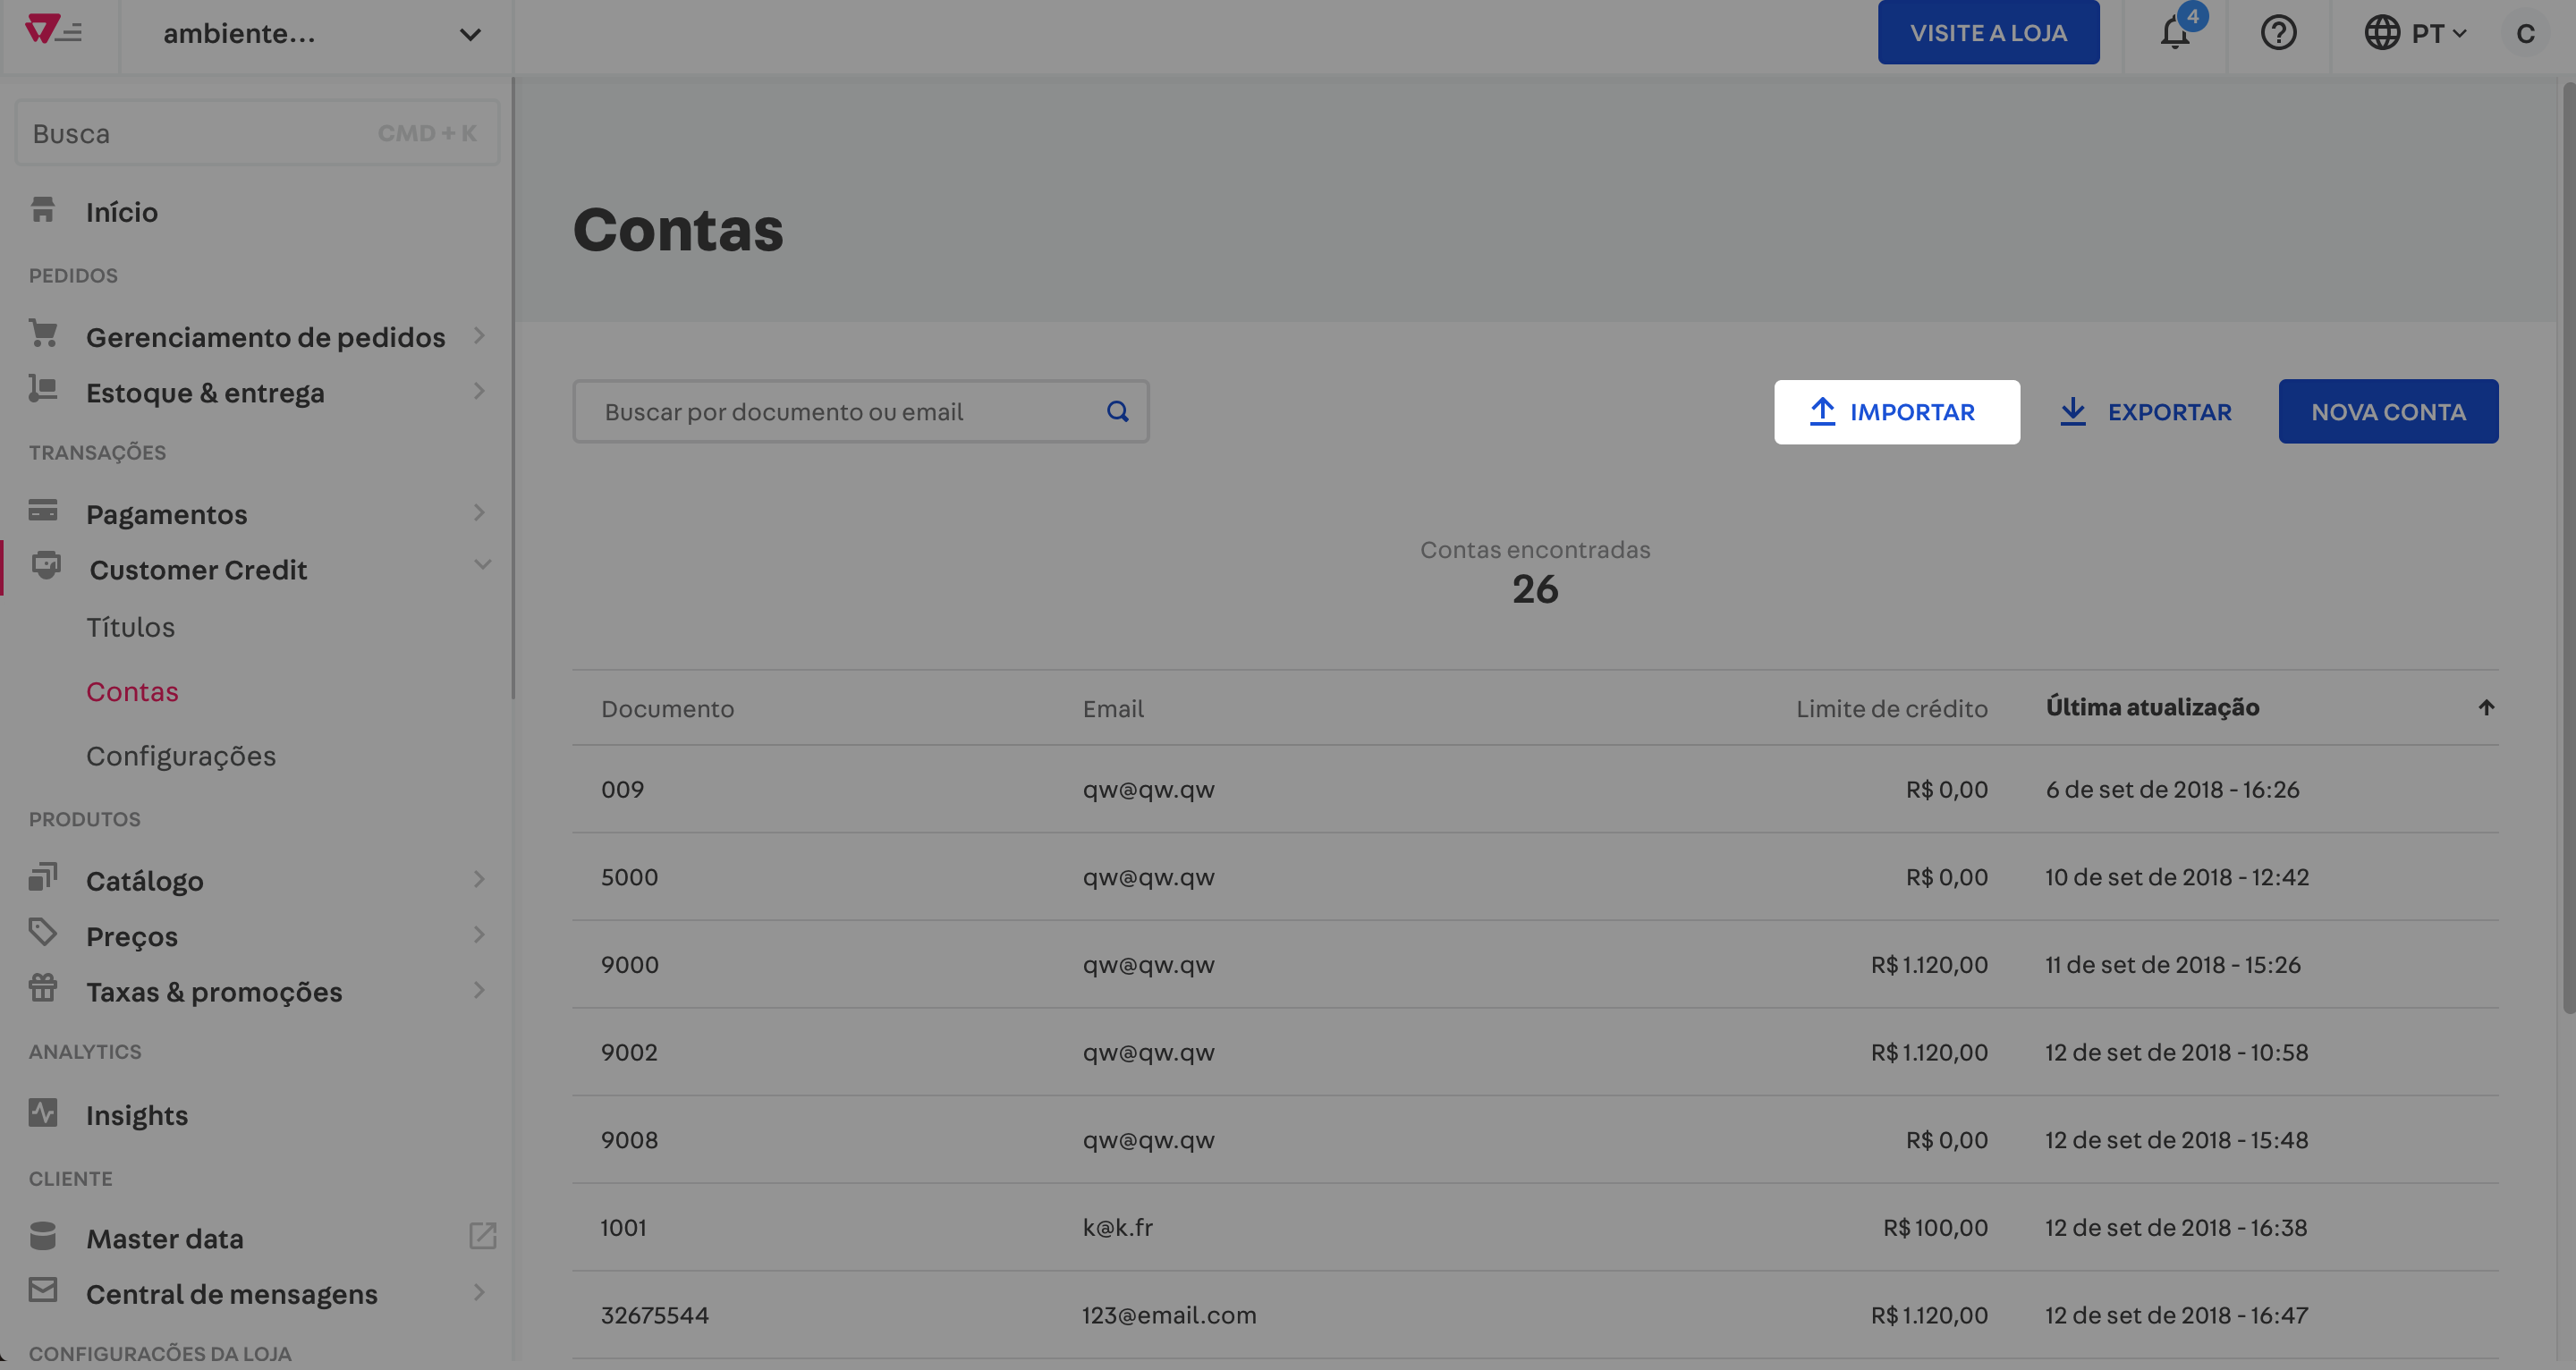 ambiente...
VISITE A LOJA
4
PT
C
Busca CMD + K
Início
PEDIDOS
Gerenciamento de pedidos
Estoque & entrega
TRANSAÇÕES
Pagamentos
Customer Credit
Títulos
Contas
Configurações
PRODUTOS
Catálogo
Preços
Taxas & promoções
ANALYTICS
Insights
CLIENTE
Master data
Central de mensagens
CONFIGURAÇÕES DA LOJA
Contas
Buscar por documento ou email
IMPORTAR
EXPORTAR
NOVA CONTA
Contas encontradas
26
Documento Email Limite de crédito Última atualização
009 qw@qw.qw R$ 0,00 6 de set de 2018 - 16:26
5000 qw@qw.qw R$ 0,00 10 de set de 2018 - 12:42
9000 qw@qw.qw R$ 1.120,00 11 de set de 2018 - 15:26
9002 qw@qw.qw R$ 1.120,00 12 de set de 2018 - 10:58
9008 qw@qw.qw R$ 0,00 12 de set de 2018 - 15:48
1001 k@k.fr R$ 100,00 12 de set de 2018 - 16:38
32675544 123@email.com R$ 1.120,00 12 de set de 2018 - 16:47